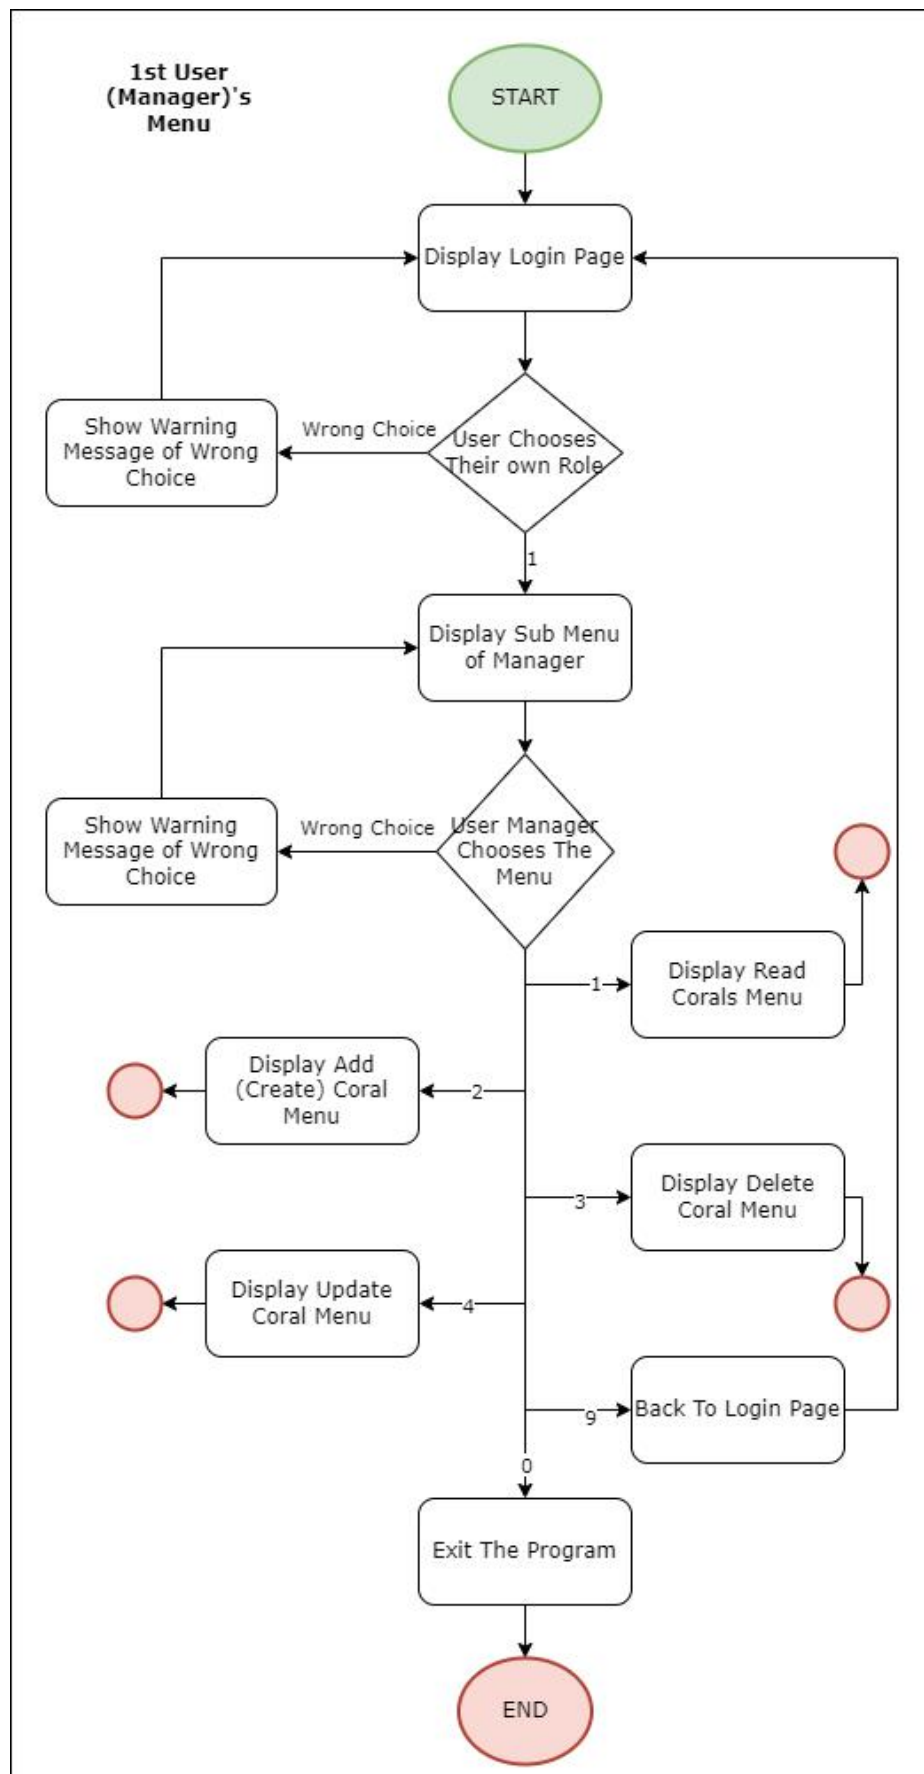 1st User
(Manager)'s
Menu
START
Display Login Page
Show Warning
Message of Wrong
Choice
Wrong Choice
User Chooses
Their own Role
1
Display Sub Menu
of Manager
Show Warning
Message of Wrong
Choice
Wrong Choice
User Manager
Chooses The
Menu
1
Display Read
Corals Menu
Display Add
(Create) Coral
Menu
2
3
Display Delete
Coral Menu
Display Update
Coral Menu
4
9
Back To Login Page
0
Exit The Program
END